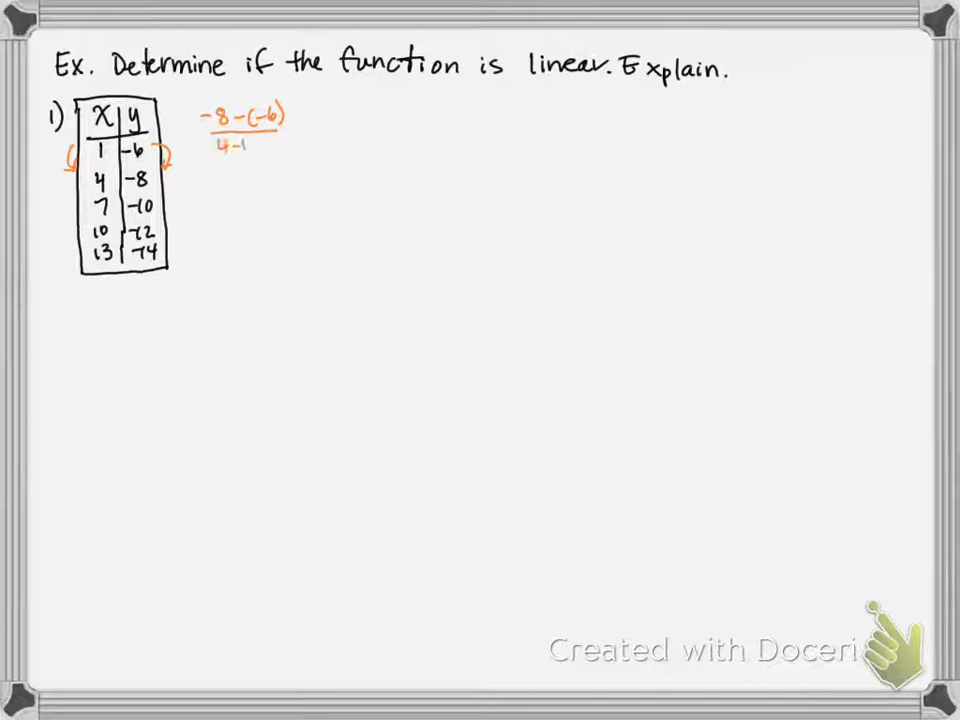 Ex. Determine if the function is linear. Explain.
1) x y -8-(-6)
1 -6 4-1
4 -8
7 -10
10 -12
13 -14
Created with Doceri